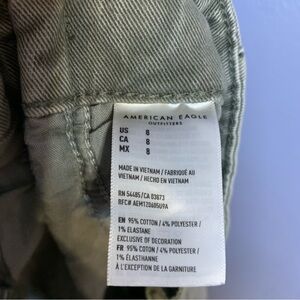 AMERICAN EAGLE
OUTFITTERS
US 8
CA 8
MX 8
MADE IN VIETNAM / FABRIQUÉ AU
VIETNAM / HECHO EN VIETNAM
RN 54485/CA 03873
RFC# AEM120605U9A
EN 95% COTTON / 4% POLYESTER /
1% ELASTANE
EXCLUSIVE OF DECORATION
FR 95% COTON / 4% POLYESTER /
1% ÉLASTHANNE
À L'EXCEPTION DE LA GARNITURE